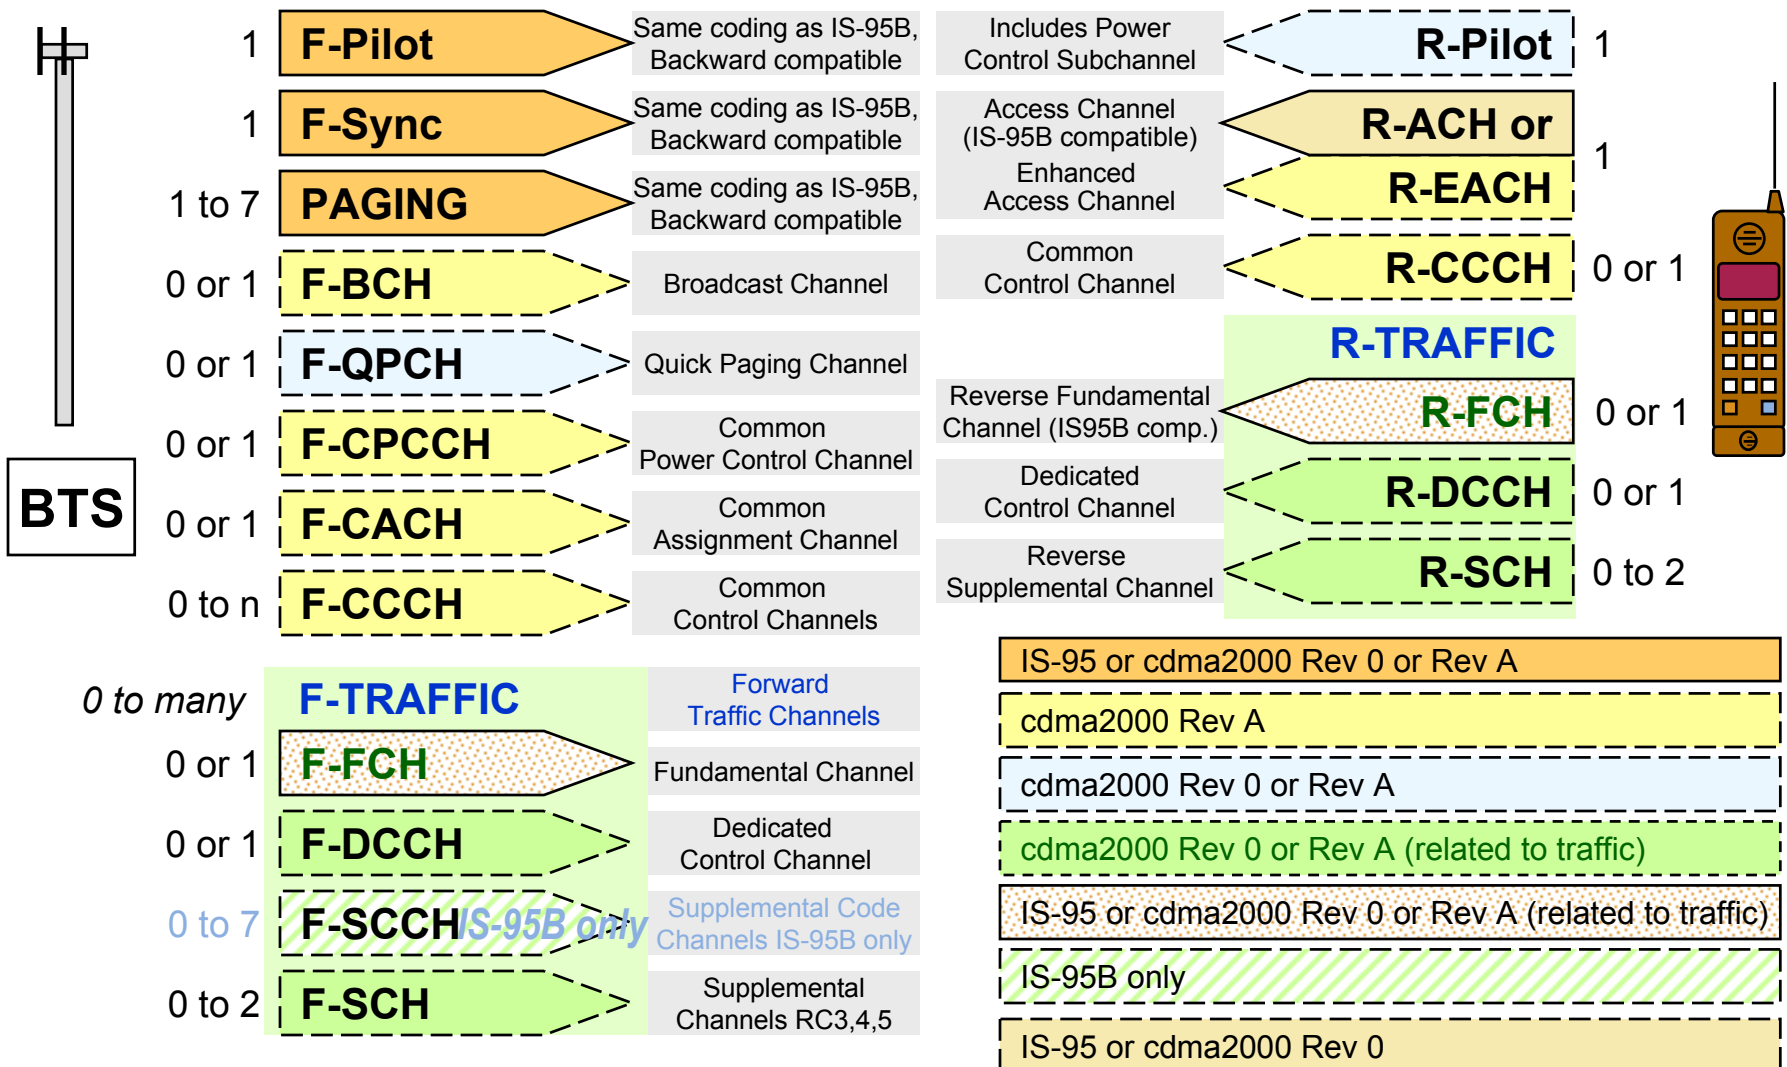 1
F-Pilot
Same coding as IS-95B,
Backward compatible
1
F-Sync
Same coding as IS-95B,
Backward compatible
1 to 7
PAGING
Same coding as IS-95B,
Backward compatible
0 or 1
F-BCH
Broadcast Channel
0 or 1
F-QPCH
Quick Paging Channel
0 or 1
F-CPCCH
Common
Power Control Channel
BTS
0 or 1
F-CACH
Common
Assignment Channel
0 to n
F-CCCH
Common
Control Channels
0 to many
F-TRAFFIC
Forward
Traffic Channels
0 or 1
F-FCH
Fundamental Channel
0 or 1
F-DCCH
Dedicated
Control Channel
0 to 7
F-SCCH IS-95B only
Supplemental Code
Channels IS-95B only
0 to 2
F-SCH
Supplemental
Channels RC3,4,5
Includes Power
Control Subchannel
R-Pilot
1
Access Channel
(IS-95B compatible)
R-ACH or
1
Enhanced
Access Channel
R-EACH
Common
Control Channel
R-CCCH
0 or 1
R-TRAFFIC
Reverse Fundamental
Channel (IS95B comp.)
R-FCH
0 or 1
Dedicated
Control Channel
R-DCCH
0 or 1
Reverse
Supplemental Channel
R-SCH
0 to 2
IS-95 or cdma2000 Rev 0 or Rev A
cdma2000 Rev A
cdma2000 Rev 0 or Rev A
cdma2000 Rev 0 or Rev A (related to traffic)
IS-95 or cdma2000 Rev 0 or Rev A (related to traffic)
IS-95B only
IS-95 or cdma2000 Rev 0